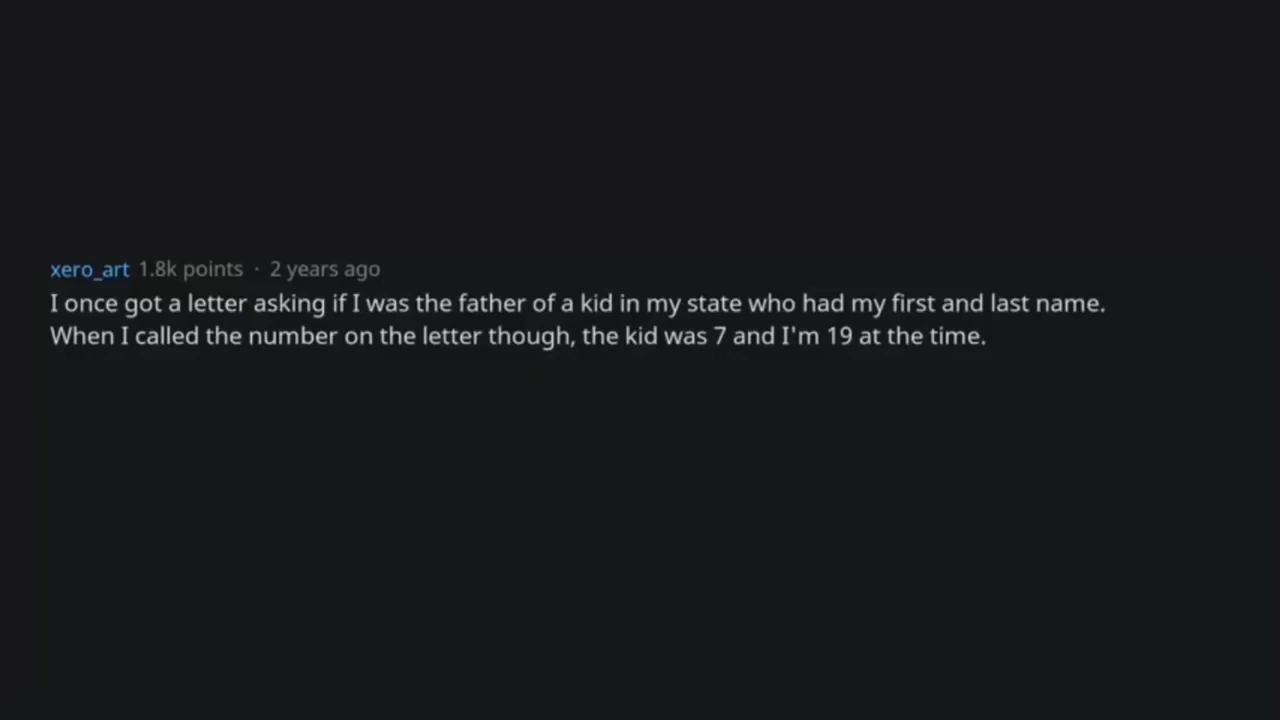 xero_art 1.8k points · 2 years ago
I once got a letter asking if I was the father of a kid in my state who had my first and last name.
When I called the number on the letter though, the kid was 7 and I'm 19 at the time.